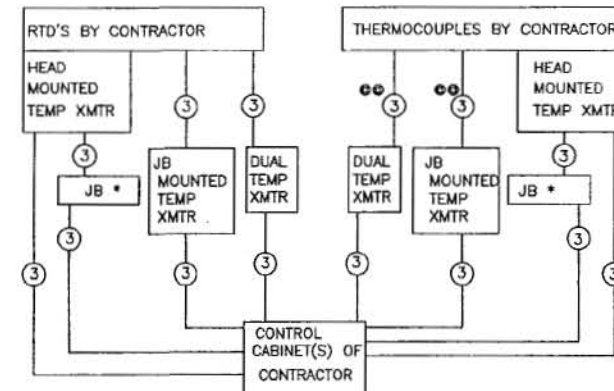 RTD'S BY CONTRACTOR
THERMOCOUPLES BY CONTRACTOR
HEAD
MOUNTED
TEMP XMTR
HEAD
MOUNTED
TEMP XMTR
©©
©©
3
3
3
3
3
3
JB *
JB
MOUNTED
TEMP
XMTR
DUAL
TEMP
XMTR
DUAL
TEMP
XMTR
JB
MOUNTED
TEMP
XMTR
JB *
3
3
3
3
3
3
3
3
CONTROL
CABINET(S) OF
CONTRACTOR